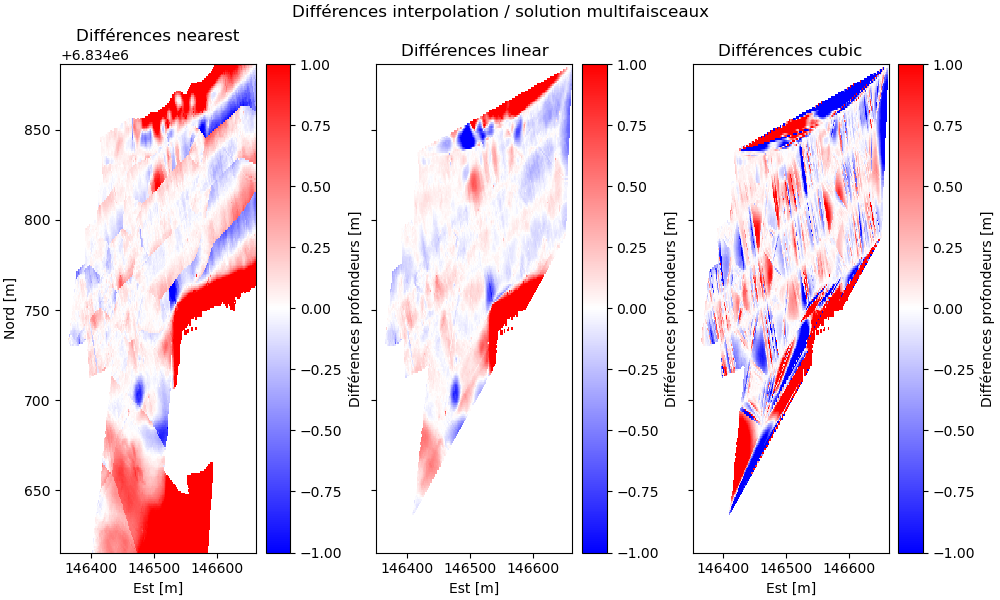 Différences interpolation / solution multifaisceaux
Différences nearest
Différences linear
Différences cubic
+6.834e6
850
800
750
700
650
Nord [m]
146400 146500 146600
Est [m]
1.00
0.75
0.50
0.25
0.00
−0.25
−0.50
−0.75
−1.00
Différences profondeurs [m]
146400 146500 146600
Est [m]
1.00
0.75
0.50
0.25
0.00
−0.25
−0.50
−0.75
−1.00
Différences profondeurs [m]
146400 146500 146600
Est [m]
1.00
0.75
0.50
0.25
0.00
−0.25
−0.50
−0.75
−1.00
Différences profondeurs [m]